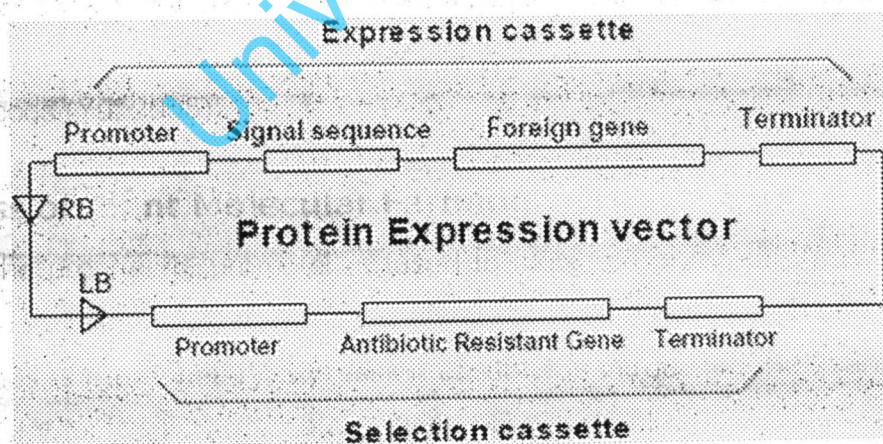 Expression cassette
Promoter Signal sequence Foreign gene Terminator
RB
Protein Expression vector
LB
Promoter Antibiotic Resistant Gene Terminator
Selection cassette
Univ